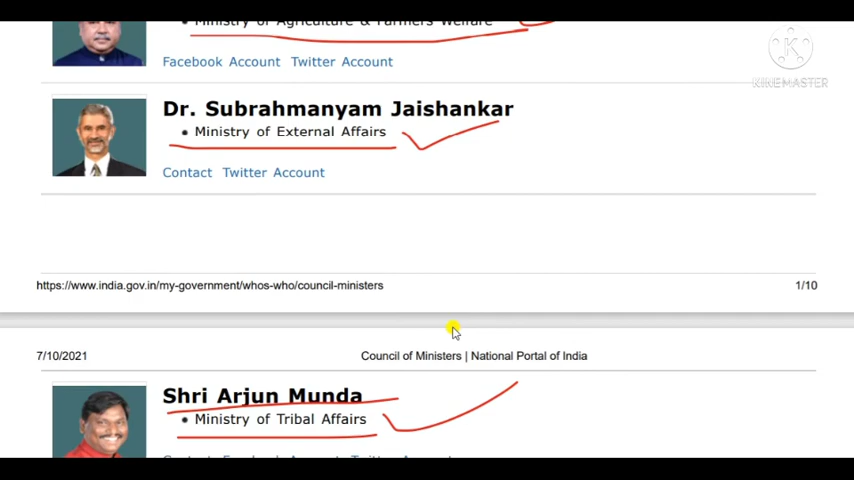 Ministry of Agriculture & Farmers Welfare
Facebook Account Twitter Account
KINEMASTER
Dr. Subrahmanyam Jaishankar
• Ministry of External Affairs
Contact Twitter Account
https://www.india.gov.in/my-government/whos-who/council-ministers 1/10
7/10/2021 Council of Ministers | National Portal of India
Shri Arjun Munda
• Ministry of Tribal Affairs